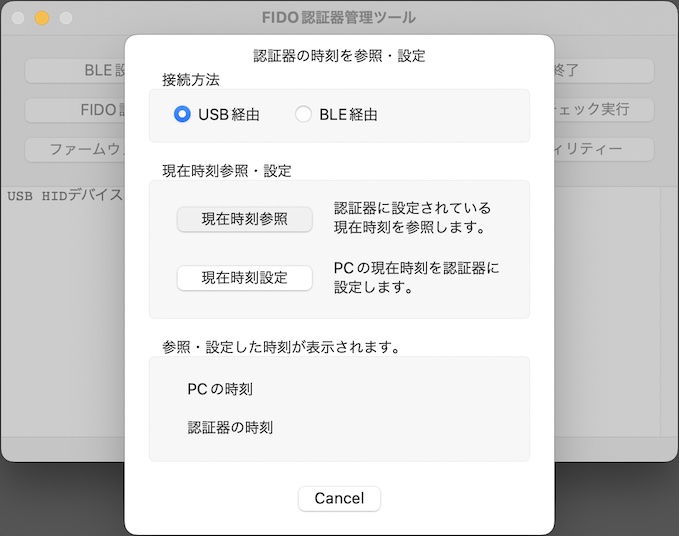 FIDO認証器管理ツール
BLE設
終了
FIDO認
チェック実行
ファームウ
ィリティー
USB HIDデバイス
認証器の時刻を参照・設定
接続方法
USB経由
BLE経由
現在時刻参照・設定
現在時刻参照
認証器に設定されている
現在時刻を参照します。
現在時刻設定
PCの現在時刻を認証器に
設定します。
参照・設定した時刻が表示されます。
PCの時刻
認証器の時刻
Cancel